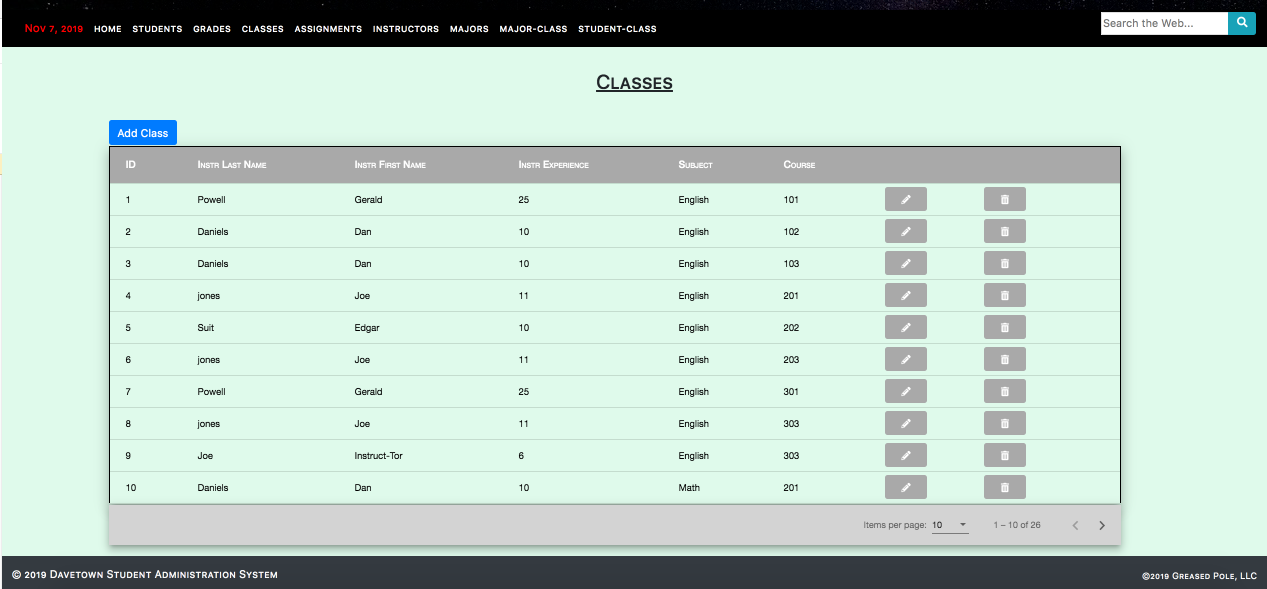 Nov 7, 2019 HOME STUDENTS GRADES CLASSES ASSIGNMENTS INSTRUCTORS MAJORS MAJOR-CLASS STUDENT-CLASS Search the Web...
Classes
Add Class
ID Instr Last Name Instr First Name Instr Experience Subject Course
1 Powell Gerald 25 English 101
2 Daniels Dan 10 English 102
3 Daniels Dan 10 English 103
4 jones Joe 11 English 201
5 Suit Edgar 10 English 202
6 jones Joe 11 English 203
7 Powell Gerald 25 English 301
8 jones Joe 11 English 303
9 Joe Instruct-Tor 6 English 303
10 Daniels Dan 10 Math 201
Items per page: 10 1 – 10 of 26
© 2019 Davetown Student Administration System ©2019 Greased Pole, LLC